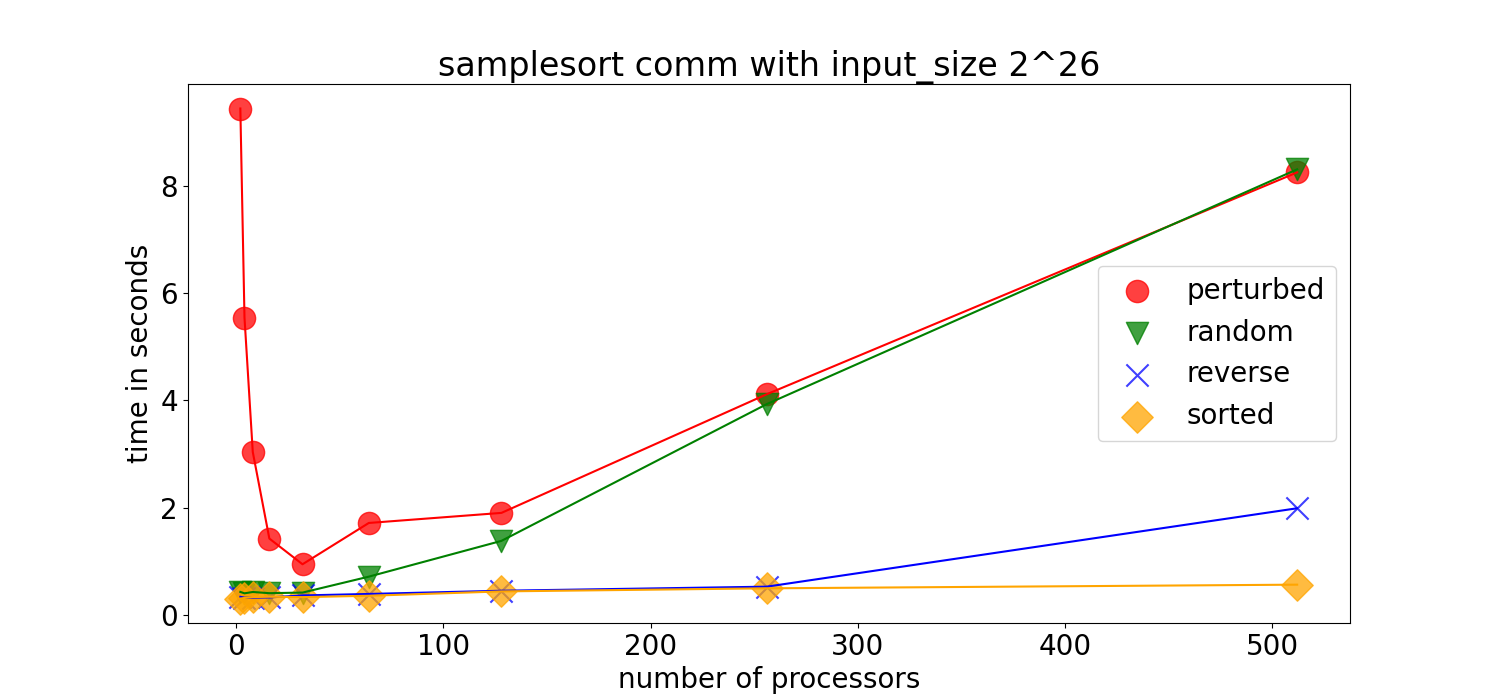 samplesort comm with input_size 2^26
time in seconds
8
6
4
2
0
perturbed
random
reverse
sorted
0 100 200 300 400 500
number of processors